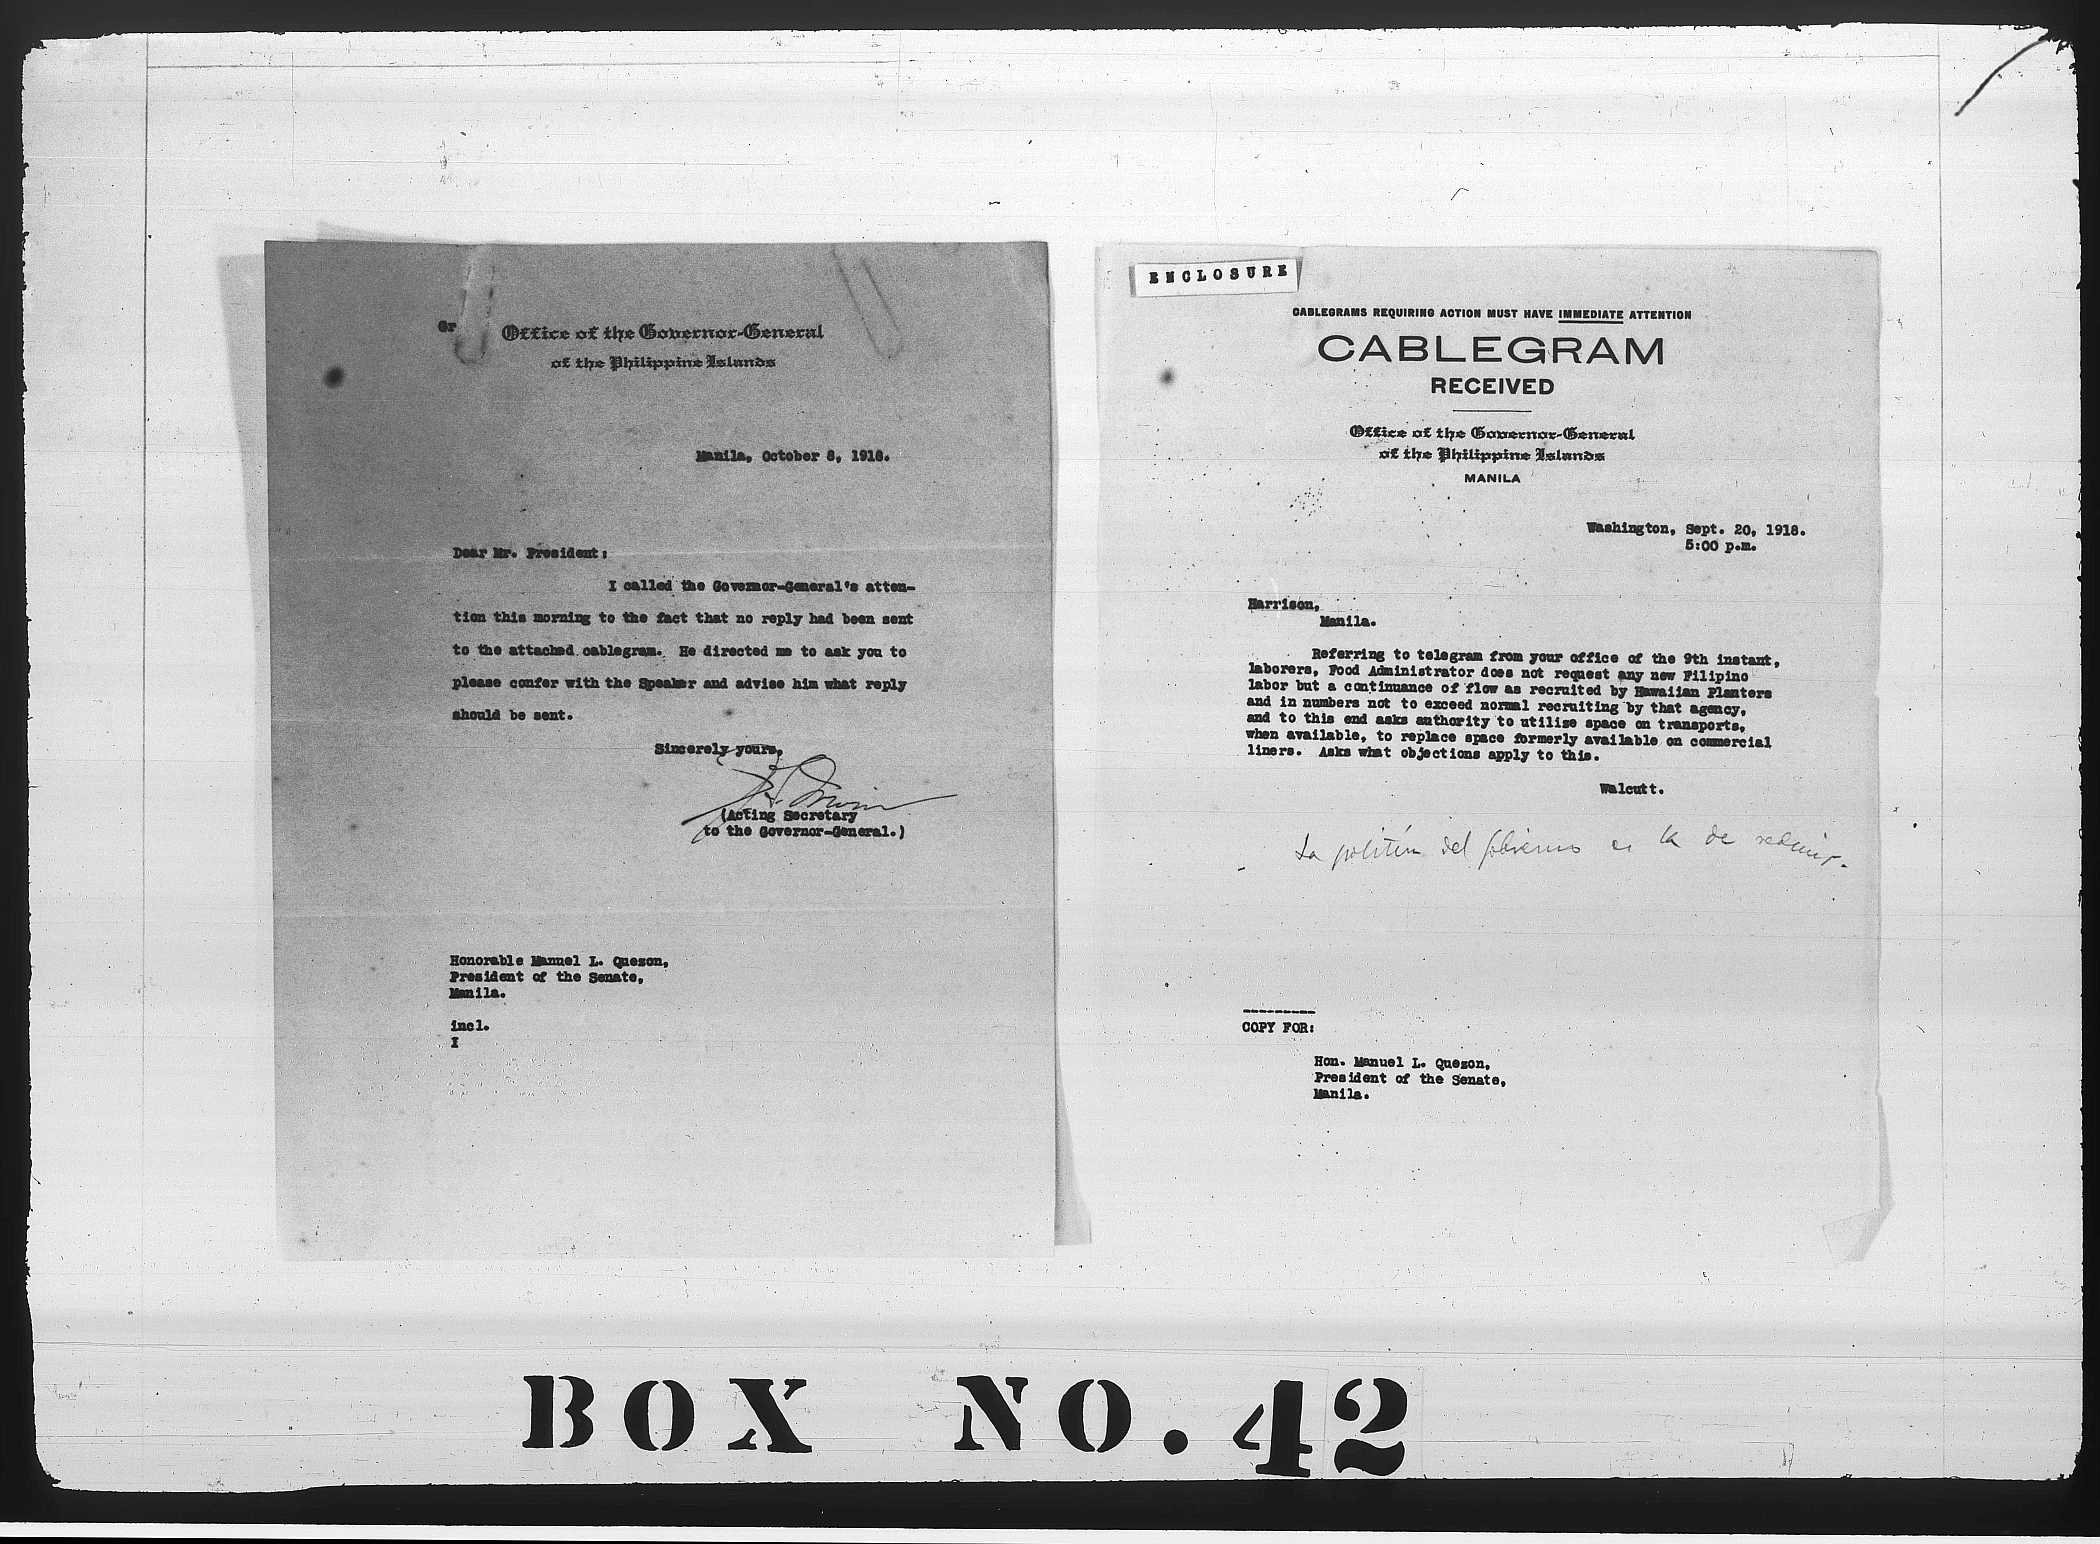 Gr
Office of the Governor-General
of the Philippine Islands
Manila, October 8, 1918.
Dear Mr. President:
I called the Governor-General's atten-
tion this morning to the fact that no reply had been sent
to the attached cablegram. He directed me to ask you to
please confer with the Speaker and advise him what reply
should be sent.
Sincerely yours,
(Acting Secretary
to the Governor-General.)
Honorable Manuel L. Quezon,
President of the Senate,
Manila.
incl.
I
ENCLOSURE
CABLEGRAMS REQUIRING ACTION MUST HAVE IMMEDIATE ATTENTION
CABLEGRAM
RECEIVED
Office of the Governor-General
of the Philippine Islands
MANILA
Washington, Sept. 20, 1918.
5:00 p.m.
Harrison,
Manila.
Referring to telegram from your office of the 9th instant,
laborers, Food Administrator does not request any new Filipino
labor but a continuance of flow as recruited by Hawaiian Planters
and in numbers not to exceed normal recruiting by that agency,
and to this end asks authority to utilize space on transports,
when available, to replace space formerly available on commercial
liners. Asks what objections apply to this.
Walcutt.
La política del gobierno es la de
COPY FOR:
Hon. Manuel L. Quezon,
President of the Senate,
Manila.
BOX NO. 42